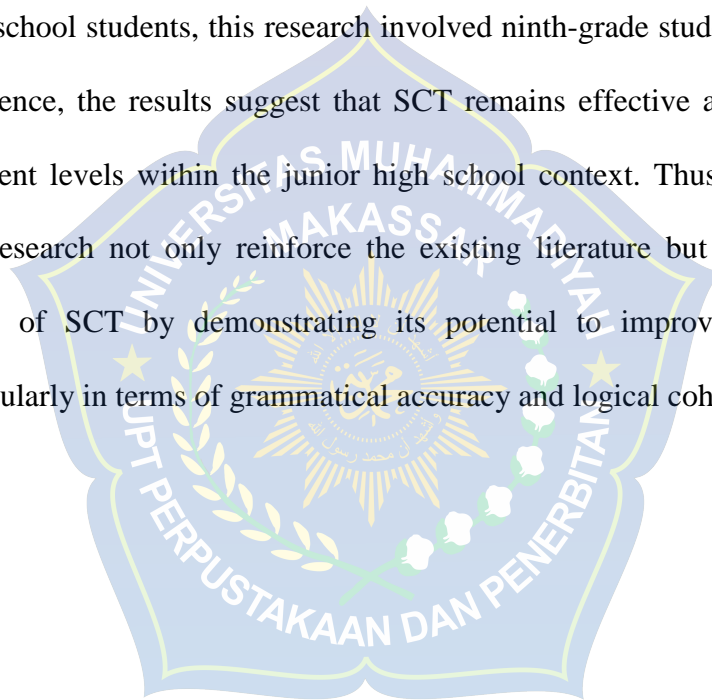 school students, this research involved ninth-grade stud
ence, the results suggest that SCT remains effective a
ent levels within the junior high school context. Thus
esearch not only reinforce the existing literature but
of SCT by demonstrating its potential to improv
ularly in terms of grammatical accuracy and logical coh
UNIVERSITAS MUHAMMADIYAH
MAKASSAR
UPT PERPUSTAKAAN DAN PENERBITAN